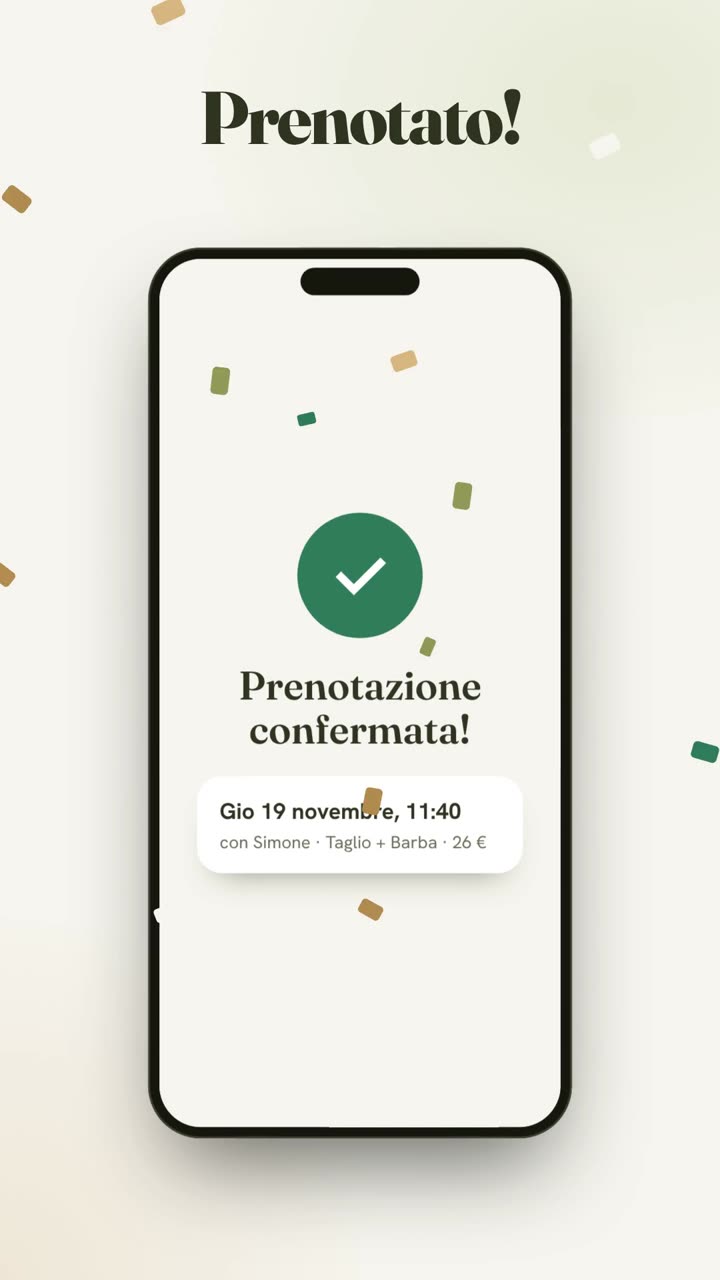 Prenotato!
Prenotazione
confermata!
Gio 19 novembre, 11:40
con Simone · Taglio + Barba · 26 €